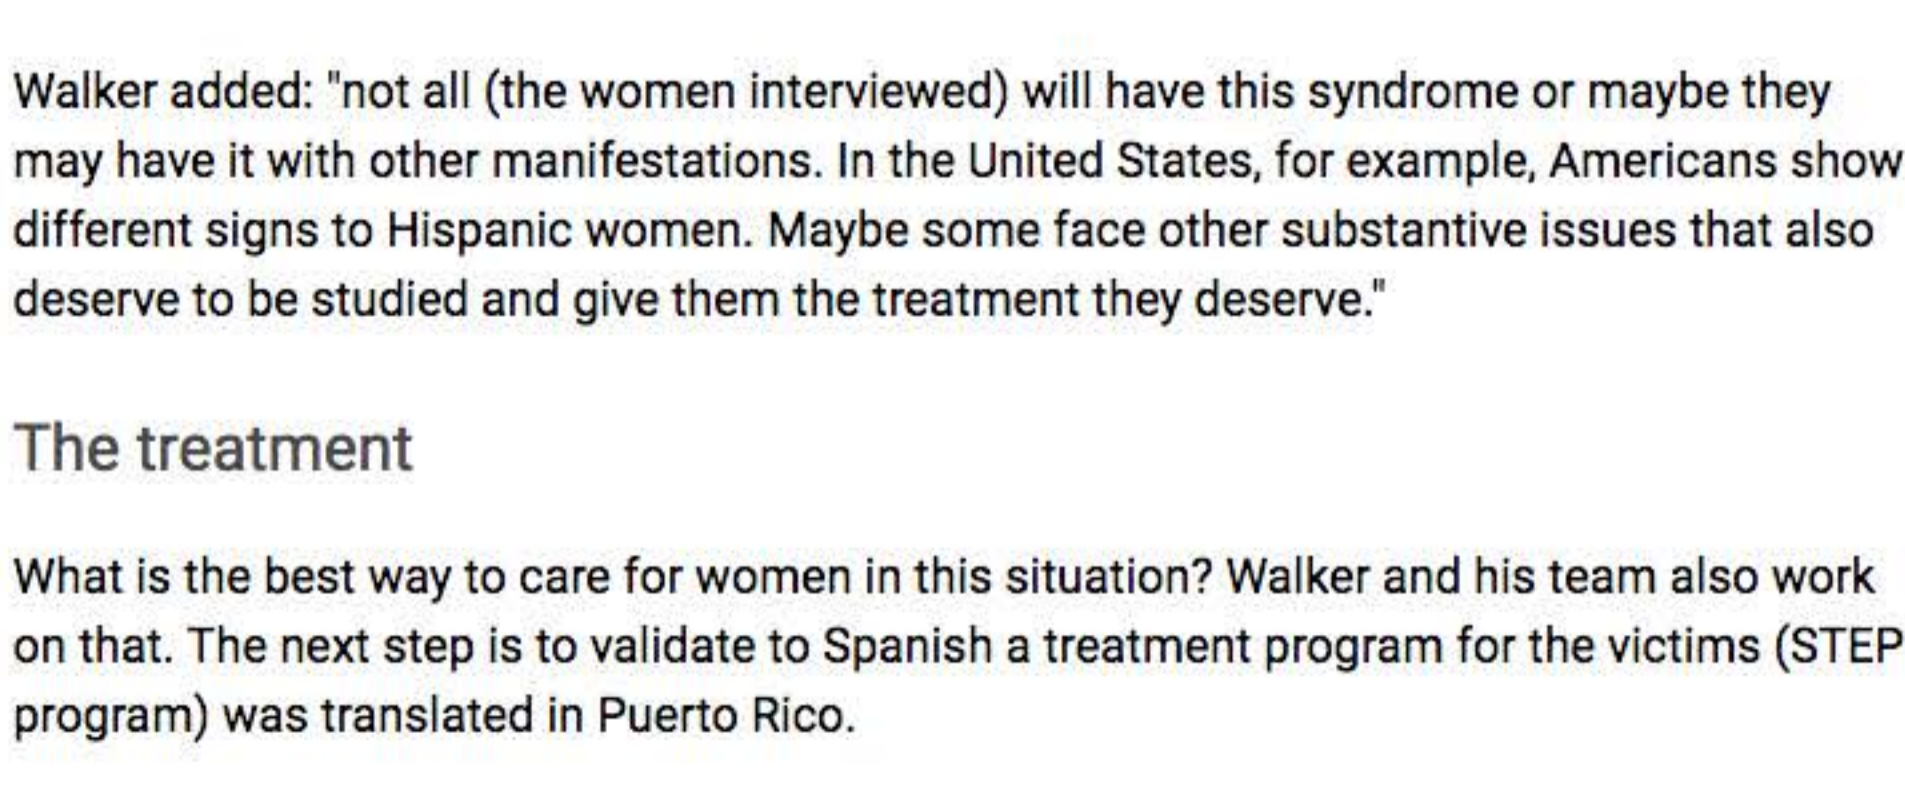 Walker added: "not all (the women interviewed) will have this syndrome or maybe they
may have it with other manifestations. In the United States, for example, Americans show
different signs to Hispanic women. Maybe some face other substantive issues that also
deserve to be studied and give them the treatment they deserve."
The treatment
What is the best way to care for women in this situation? Walker and his team also work
on that. The next step is to validate to Spanish a treatment program for the victims (STEP
program) was translated in Puerto Rico.